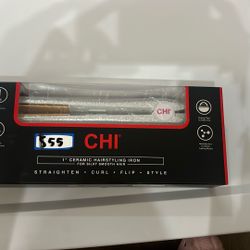 CHI
$55
CHI®
1" CERAMIC HAIRSTYLING IRON
FOR SILKY SMOOTH HAIR
STRAIGHTEN • CURL • FLIP • STYLE